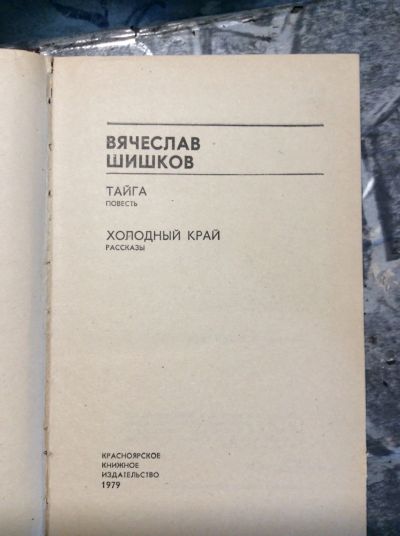 ВЯЧЕСЛАВ
ШИШКОВ
ТАЙГА
ПОВЕСТЬ
ХОЛОДНЫЙ КРАЙ
РАССКАЗЫ
КРАСНОЯРСКОЕ
КНИЖНОЕ
ИЗДАТЕЛЬСТВО
1979